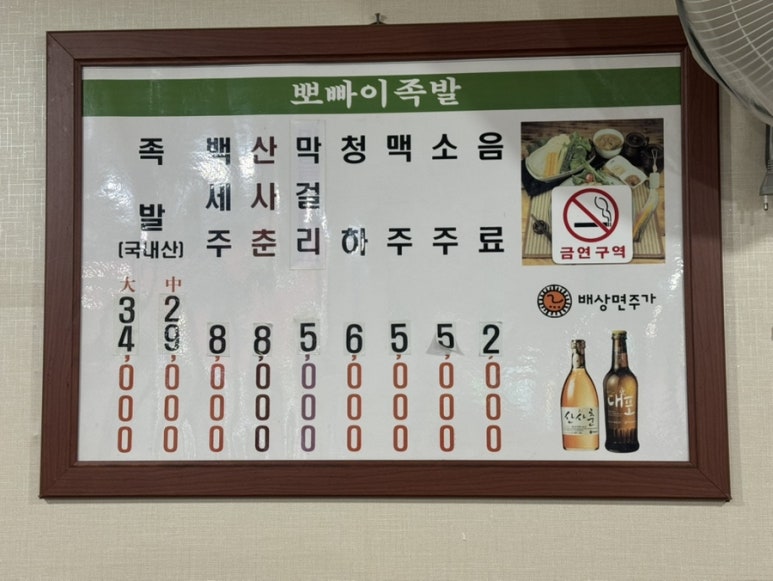 뽀빠이족발
족발
(국내산)
大
34,000
中
29,000
백세주
8,000
산사춘
8,000
막걸리
5,000
청하
6,000
맥주
5,000
소주
5,000
음료
2,000
금연구역
배상면주가
산사춘
대포